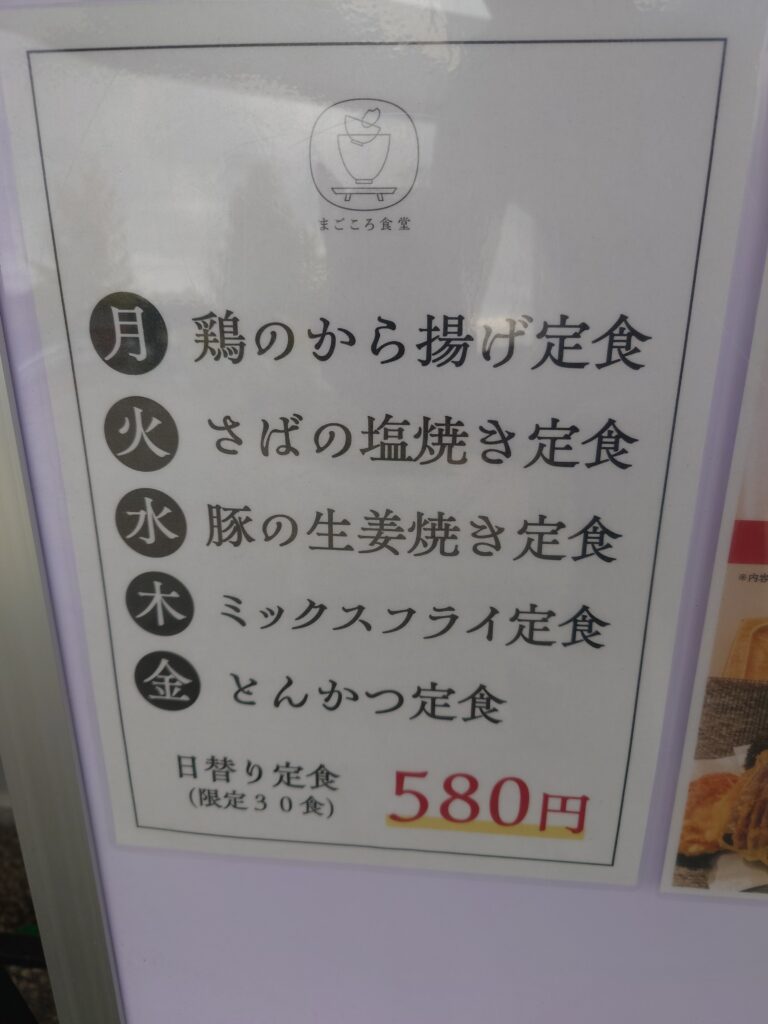 まごころ食堂
月 鶏のから揚げ定食
火 さばの塩焼き定食
水 豚の生姜焼き定食
木 ミックスフライ定食
金 とんかつ定食
日替り定食
(限定30食)
580円
※内容